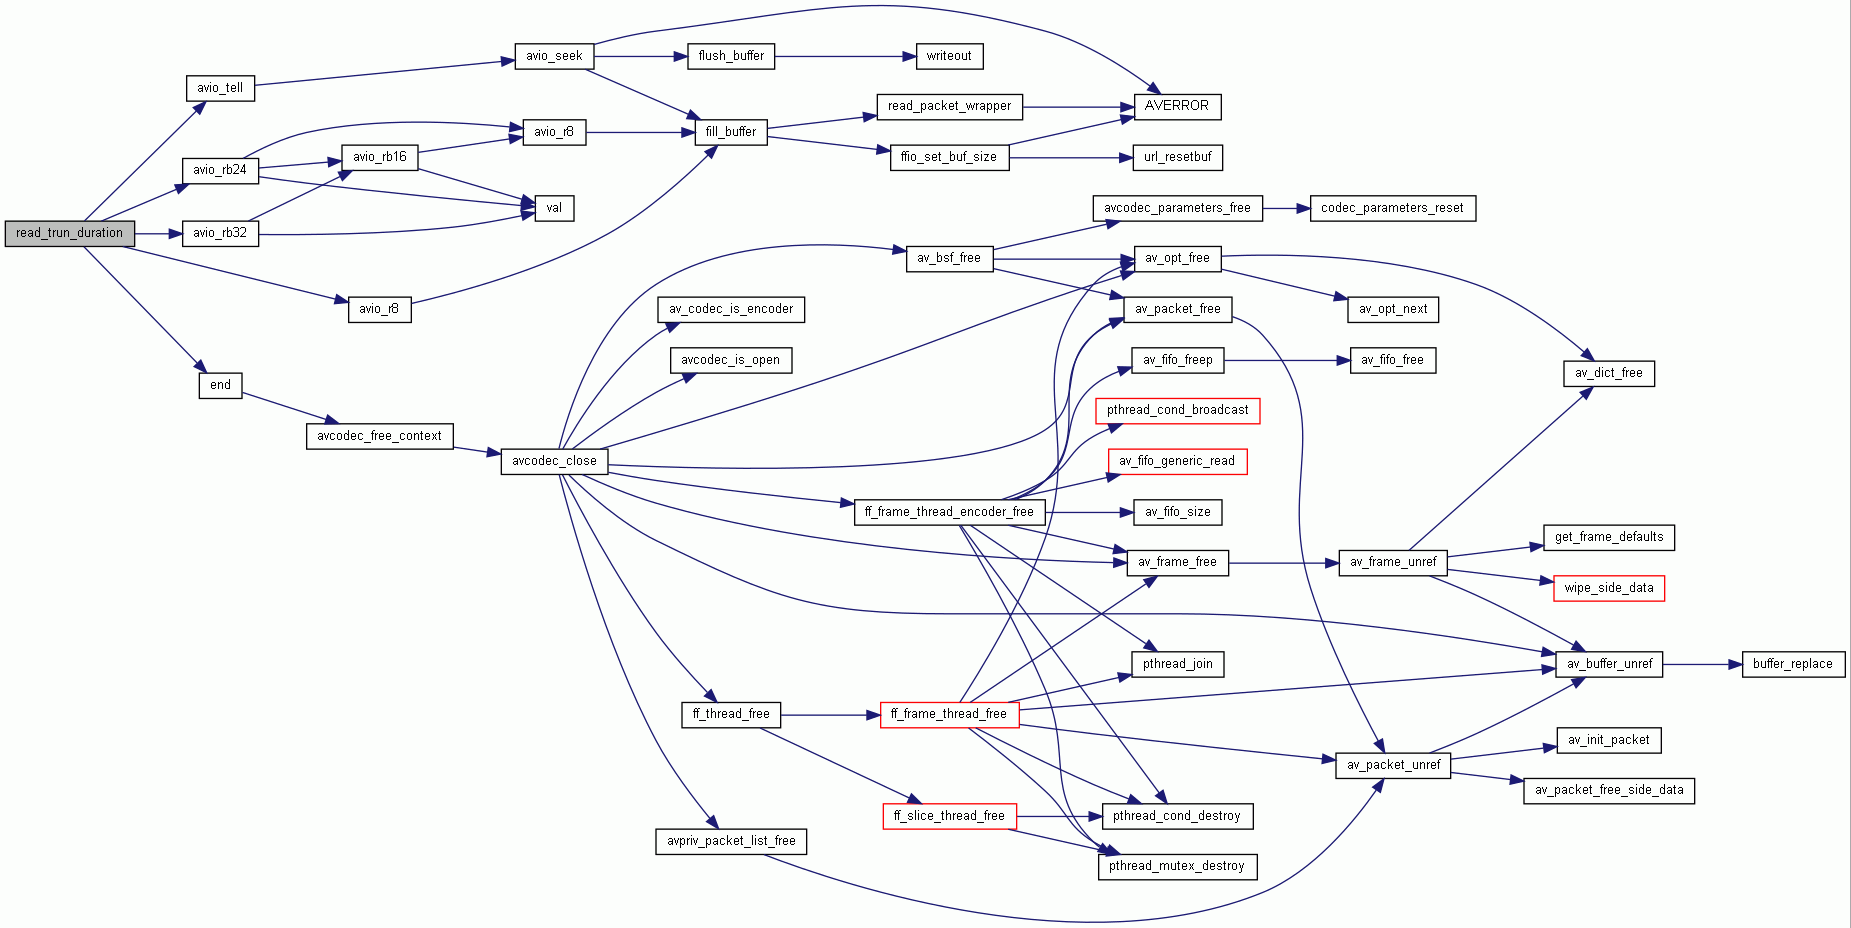 avio_seek
flush_buffer
writeout
avio_tell
read_packet_wrapper
AVERROR
avio_r8
fill_buffer
avio_rb16
ffio_set_buf_size
url_resetbuf
avio_rb24
val
avcodec_parameters_free
codec_parameters_reset
read_trun_duration
avio_rb32
av_bsf_free
av_opt_free
avio_r8
av_codec_is_encoder
av_packet_free
av_opt_next
avcodec_is_open
av_fifo_freep
av_fifo_free
av_dict_free
end
pthread_cond_broadcast
avcodec_free_context
avcodec_close
av_fifo_generic_read
ff_frame_thread_encoder_free
av_fifo_size
get_frame_defaults
av_frame_free
av_frame_unref
wipe_side_data
pthread_join
av_buffer_unref
buffer_replace
ff_thread_free
ff_frame_thread_free
av_init_packet
av_packet_unref
av_packet_free_side_data
ff_slice_thread_free
pthread_cond_destroy
avpriv_packet_list_free
pthread_mutex_destroy